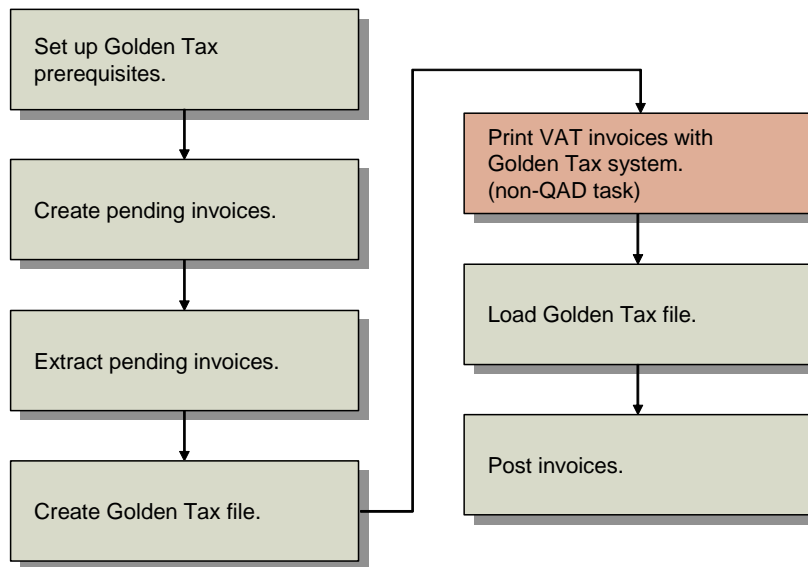 Set up Golden Tax
prerequisites.
Create pending invoices.
Extract pending invoices.
Create Golden Tax file.
Print VAT invoices with
Golden Tax system.
(non-QAD task)
Load Golden Tax file.
Post invoices.